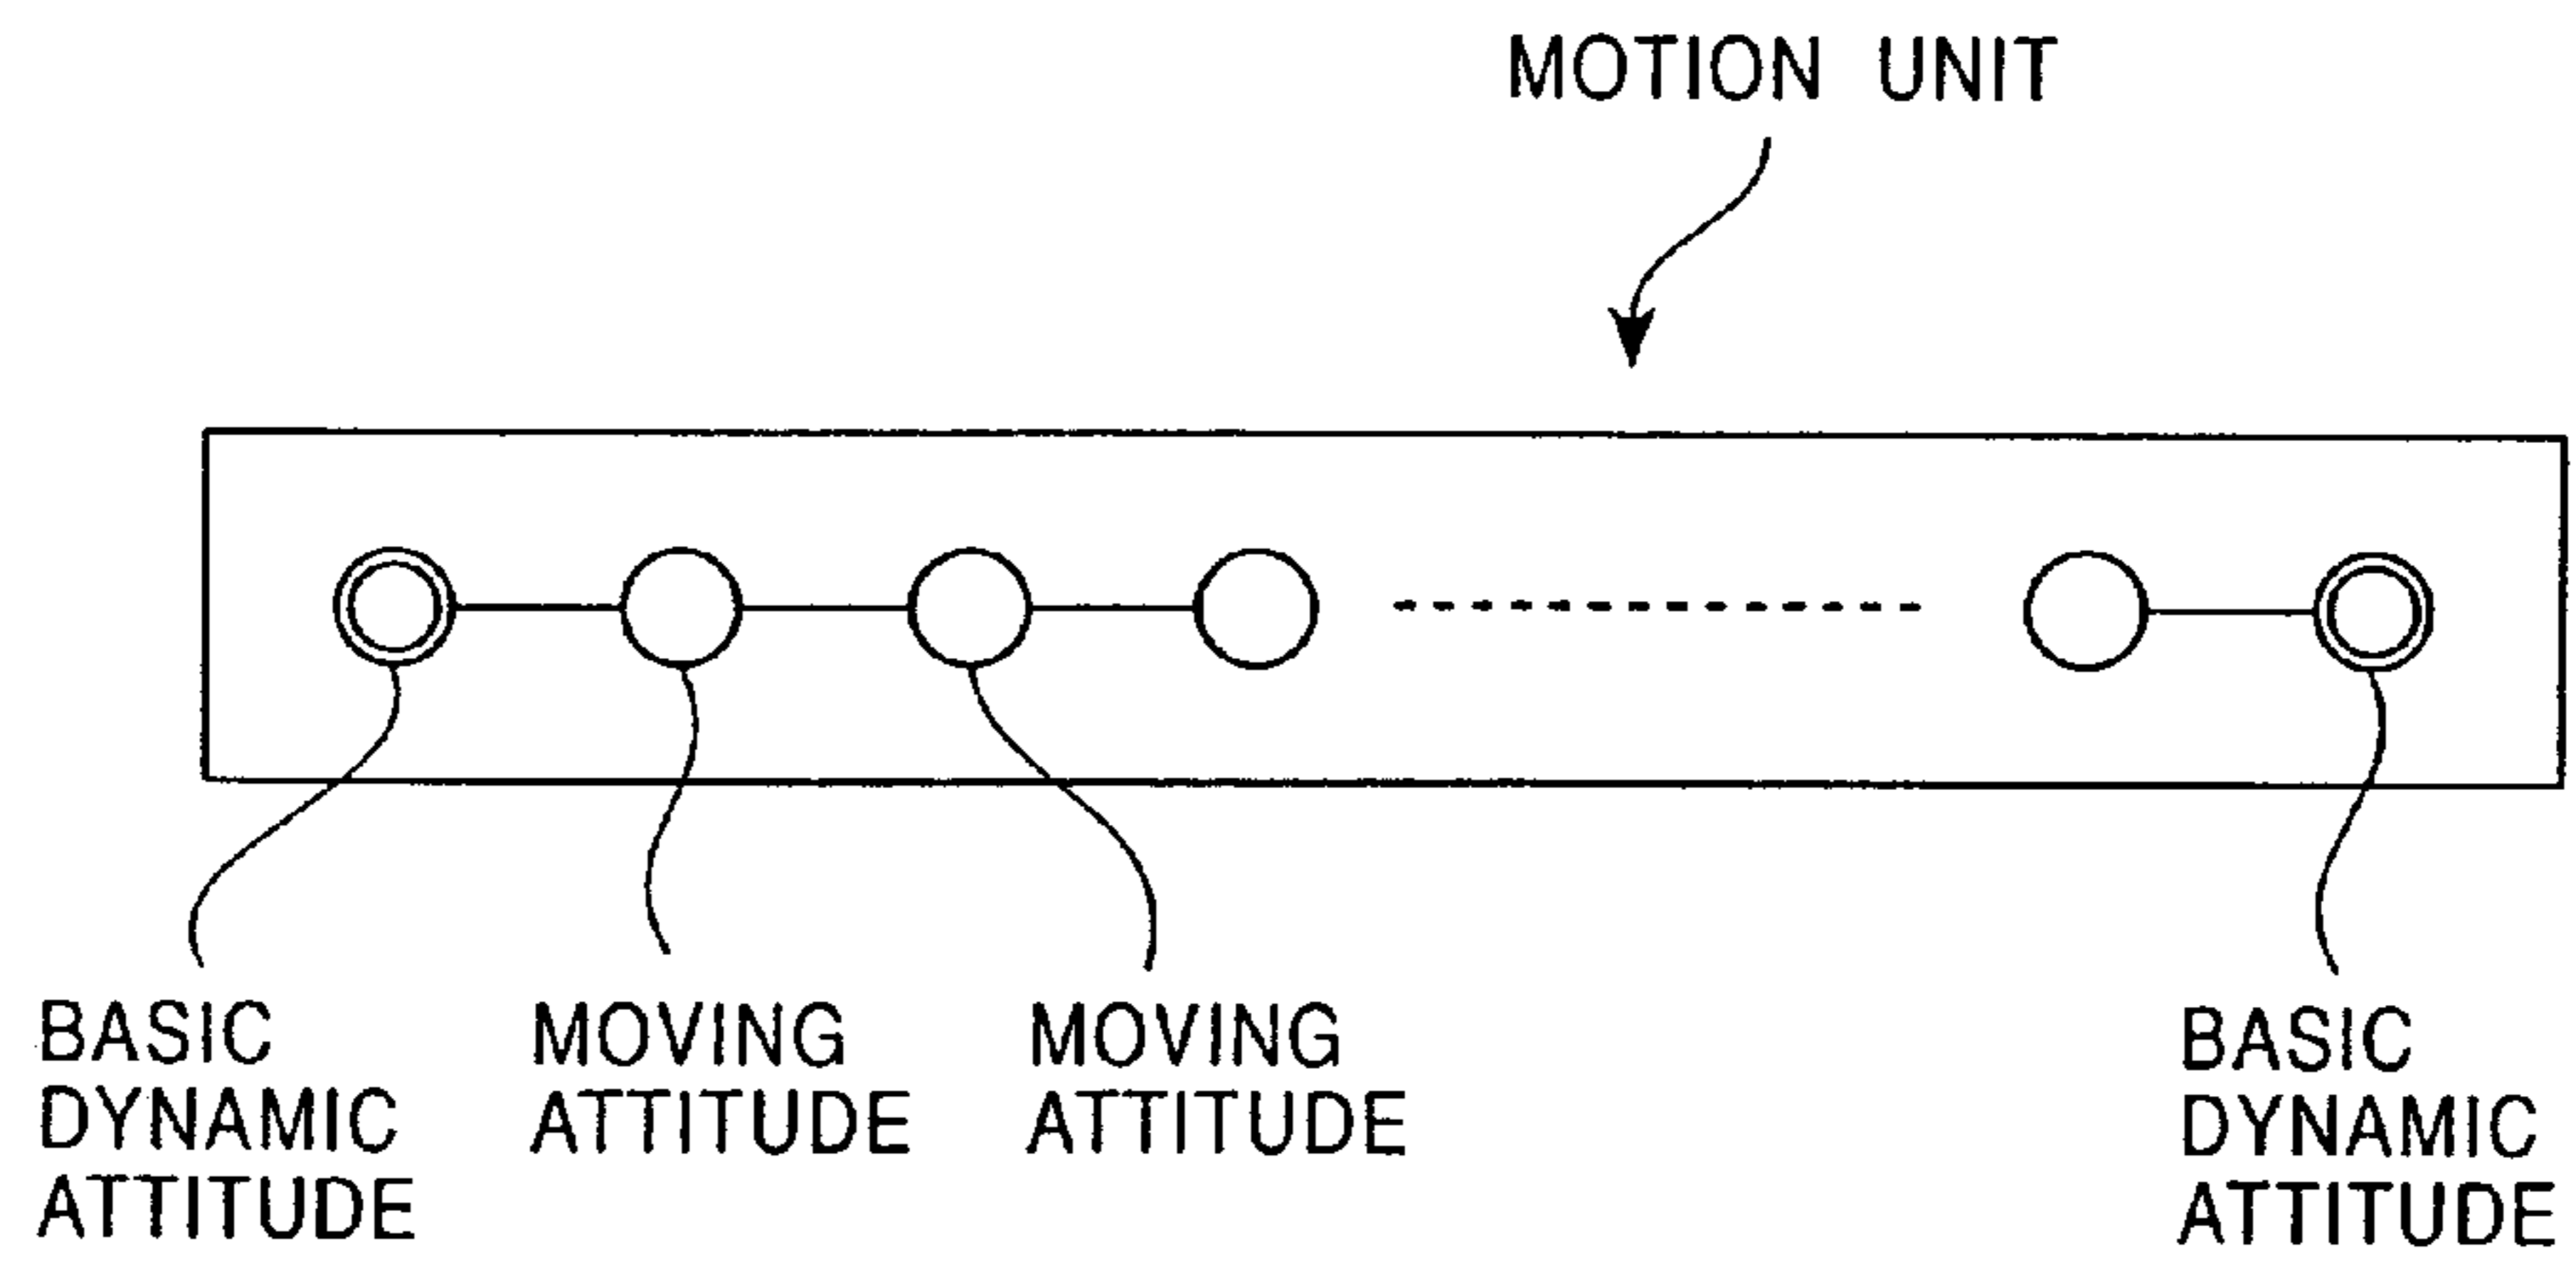 MOTION UNIT
BASIC
DYNAMIC
ATTITUDE
MOVING
ATTITUDE
MOVING
ATTITUDE
BASIC
DYNAMIC
ATTITUDE